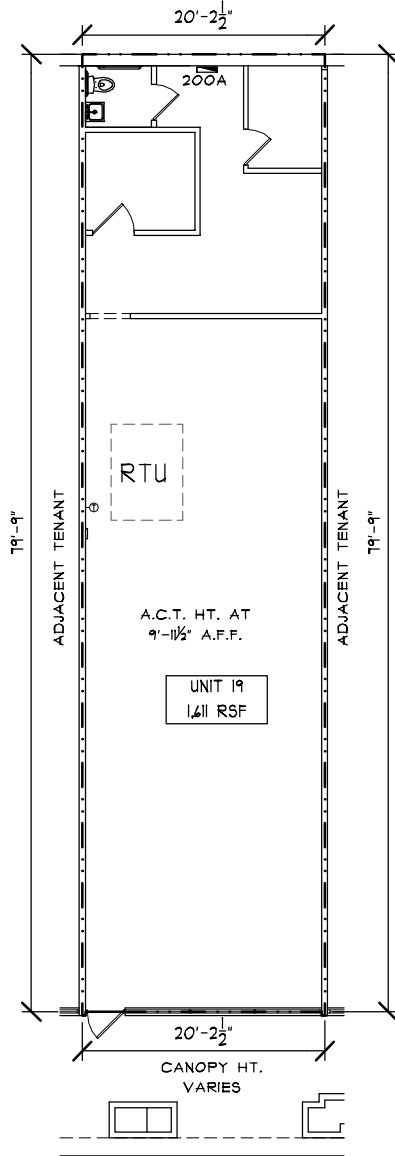 20'-2½"
200A
RTU
79'-9"
ADJACENT TENANT
ADJACENT TENANT
79'-9"
A.C.T. HT. AT
9'-11½" A.F.F.
UNIT 19
1,611 RSF
20'-2½"
CANOPY HT.
VARIES